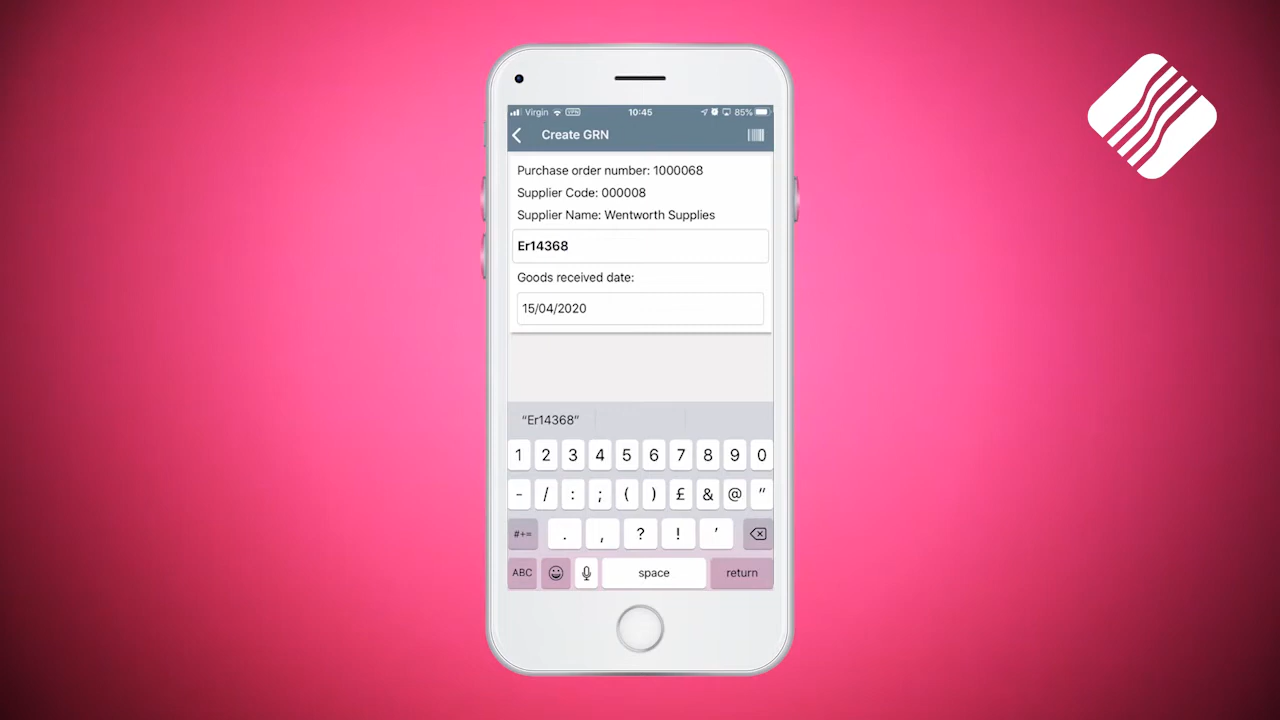 Virgin VPN 10:45 85%
Create GRN
Purchase order number: 1000068
Supplier Code: 000008
Supplier Name: Wentworth Supplies
Er14368
Goods received date:
15/04/2020
“Er14368”
1 2 3 4 5 6 7 8 9 0
- / : ; ( ) £ & @ "
#+= . , ? ! '
ABC space return